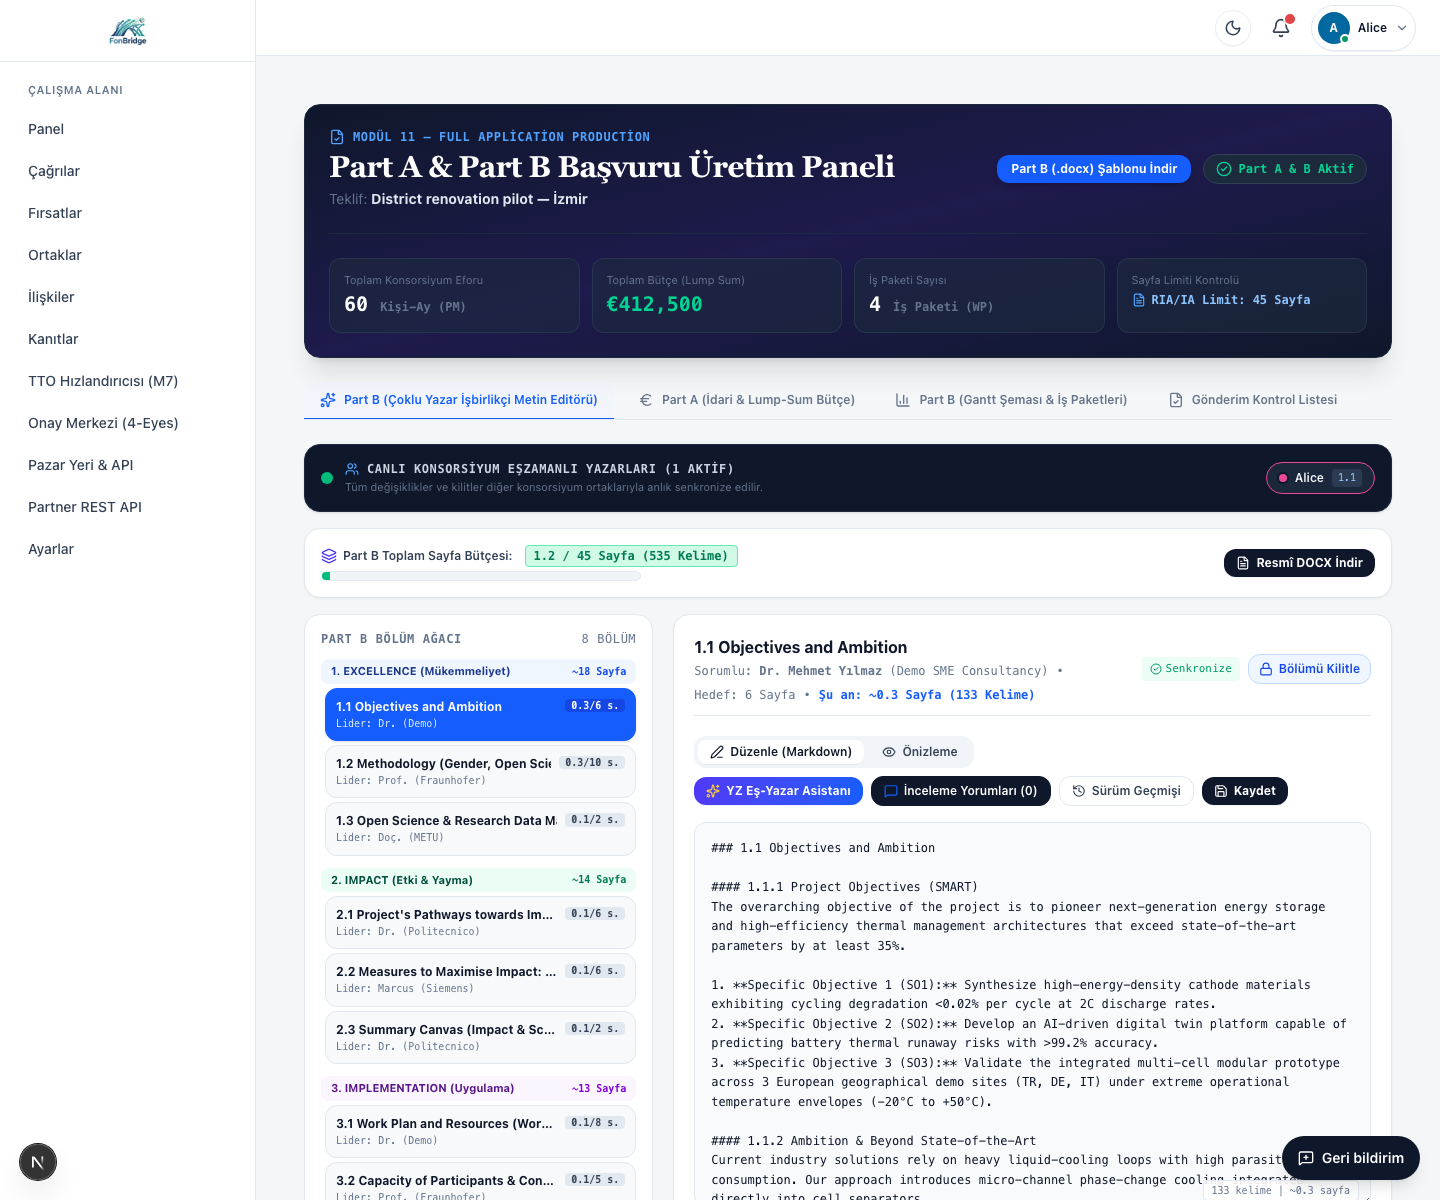 FonBridge
Alice
A
ÇALIŞMA ALANI
Panel
Çağrılar
Fırsatlar
Ortaklar
İlişkiler
Kanıtlar
TTO Hızlandırıcısı (M7)
Onay Merkezi (4-Eyes)
Pazar Yeri & API
Partner REST API
Ayarlar
MODÜL 11 — FULL APPLİCATİON PRODUCTİON
Part A & Part B Başvuru Üretim Paneli
Teklif: District renovation pilot — İzmir
Part B (.docx) Şablonu İndir
Part A & B Aktif
Toplam Konsorsiyum Eforu
60 Kişi-Ay (PM)
Toplam Bütçe (Lump Sum)
€412,500
İş Paketi Sayısı
4 İş Paketi (WP)
Sayfa Limiti Kontrolü
RIA/IA Limit: 45 Sayfa
Part B (Çoklu Yazar İşbirlikçi Metin Editörü)
Part A (İdari & Lump-Sum Bütçe)
Part B (Gantt Şeması & İş Paketleri)
Gönderim Kontrol Listesi
CANLI KONSORSİYUM EŞZAMANLI YAZARLARI (1 AKTİF)
Tüm değişiklikler ve kilitler diğer konsorsiyum ortaklarıyla anlık senkronize edilir.
Alice 1.1
Part B Toplam Sayfa Bütçesi: 1.2 / 45 Sayfa (535 Kelime)
Resmî DOCX İndir
PART B BÖLÜM AĞACI
8 BÖLÜM
1. EXCELLENCE (Mükemmeliyet) ~18 Sayfa
1.1 Objectives and Ambition 0.3/6 s.
Lider: Dr. (Demo)
1.2 Methodology (Gender, Open Scie 0.3/10 s.
Lider: Prof. (Fraunhofer)
1.3 Open Science & Research Data Ma 0.1/2 s.
Lider: Doç. (METU)
2. IMPACT (Etki & Yayma) ~14 Sayfa
2.1 Project's Pathways towards Im... 0.1/6 s.
Lider: Dr. (Politecnico)
2.2 Measures to Maximise Impact: ... 0.1/6 s.
Lider: Marcus (Siemens)
2.3 Summary Canvas (Impact & Sc... 0.1/2 s.
Lider: Dr. (Politecnico)
3. IMPLEMENTATION (Uygulama) ~13 Sayfa
3.1 Work Plan and Resources (Wor... 0.1/8 s.
Lider: Dr. (Demo)
3.2 Capacity of Participants & Con... 0.1/5 s.
Lider: Prof. (Fraunhofer)
1.1 Objectives and Ambition
Sorumlu: Dr. Mehmet Yılmaz (Demo SME Consultancy) •
Hedef: 6 Sayfa • Şu an: ~0.3 Sayfa (133 Kelime)
Senkronize
Bölümü Kilitle
Düzenle (Markdown)
Önizleme
YZ Eş-Yazar Asistanı
İnceleme Yorumları (0)
Sürüm Geçmişi
Kaydet
### 1.1 Objectives and Ambition
#### 1.1.1 Project Objectives (SMART)
The overarching objective of the project is to pioneer next-generation energy storage
and high-efficiency thermal management architectures that exceed state-of-the-art
parameters by at least 35%.
1. **Specific Objective 1 (SO1):** Synthesize high-energy-density cathode materials
exhibiting cycling degradation <0.02% per cycle at 2C discharge rates.
2. **Specific Objective 2 (SO2):** Develop an AI-driven digital twin platform capable of
predicting battery thermal runaway risks with >99.2% accuracy.
3. **Specific Objective 3 (SO3):** Validate the integrated multi-cell modular prototype
across 3 European geographical demo sites (TR, DE, IT) under extreme operational
temperature envelopes (-20°C to +50°C).
#### 1.1.2 Ambition & Beyond State-of-the-Art
Current industry solutions rely on heavy liquid-cooling loops with high parasit
consumption. Our approach introduces micro-channel phase-change cooling integrated
directly into cell separators
133 kelime | ~0.3 sayfa
Geri bildirim
N